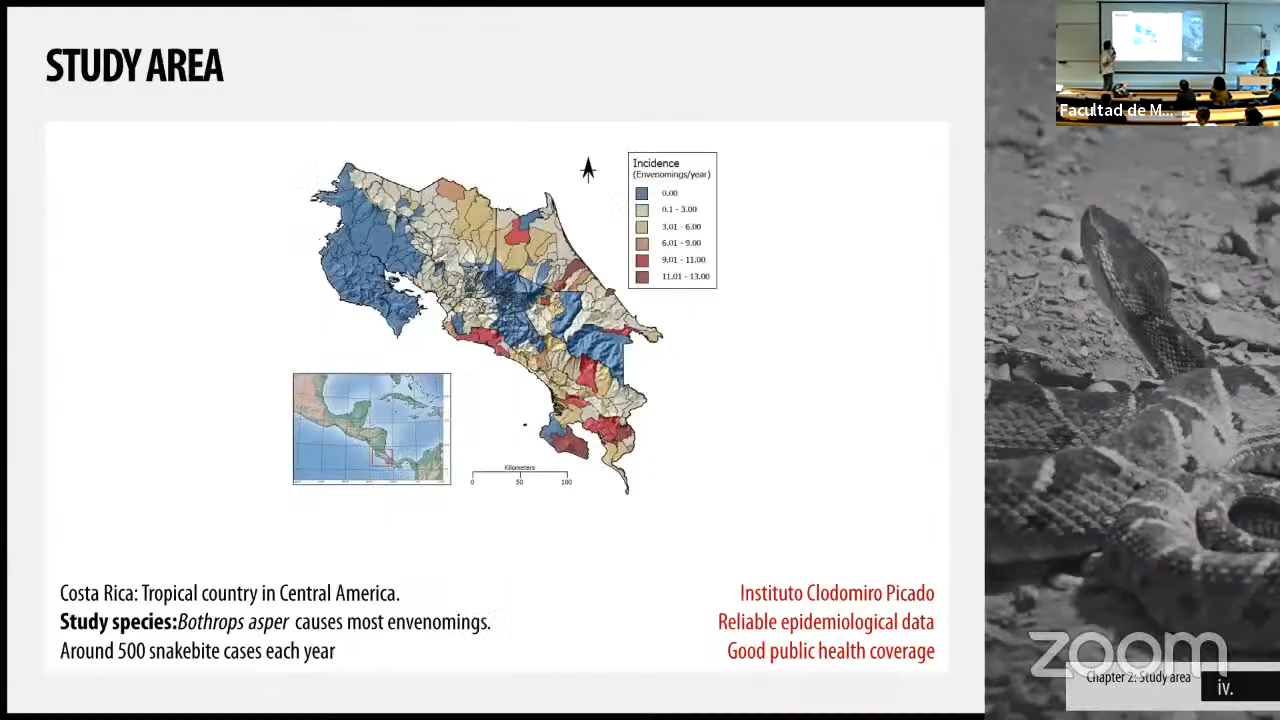 STUDY AREA
Facultad de M...
Incidence
(Envenomings/year)
0.00
0.1 - 3.00
3.01 - 6.00
6.01 - 9.00
9.01 - 11.00
11.01 - 13.00
Kilometers
0 50 100
Costa Rica: Tropical country in Central America.
Study species:Bothrops asper causes most envenomings.
Around 500 snakebite cases each year
Instituto Clodomiro Picado
Reliable epidemiological data
Good public health coverage
zoom
Chapter 2: Study area
iv.